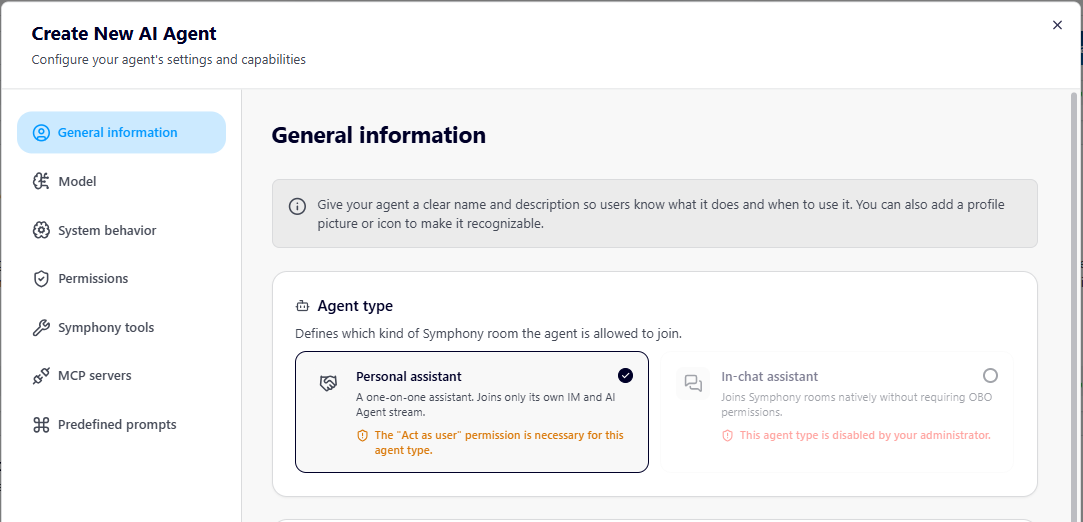 Create New AI Agent
Configure your agent's settings and capabilities
General information
Model
System behavior
Permissions
Symphony tools
MCP servers
Predefined prompts
General information
Give your agent a clear name and description so users know what it does and when to use it. You can also add a profile
picture or icon to make it recognizable.
Agent type
Defines which kind of Symphony room the agent is allowed to join.
Personal assistant
A one-on-one assistant. Joins only its own IM and AI
Agent stream.
The "Act as user" permission is necessary for this
agent type.
In-chat assistant
Joins Symphony rooms natively without requiring OBO
permissions.
This agent type is disabled by your administrator.